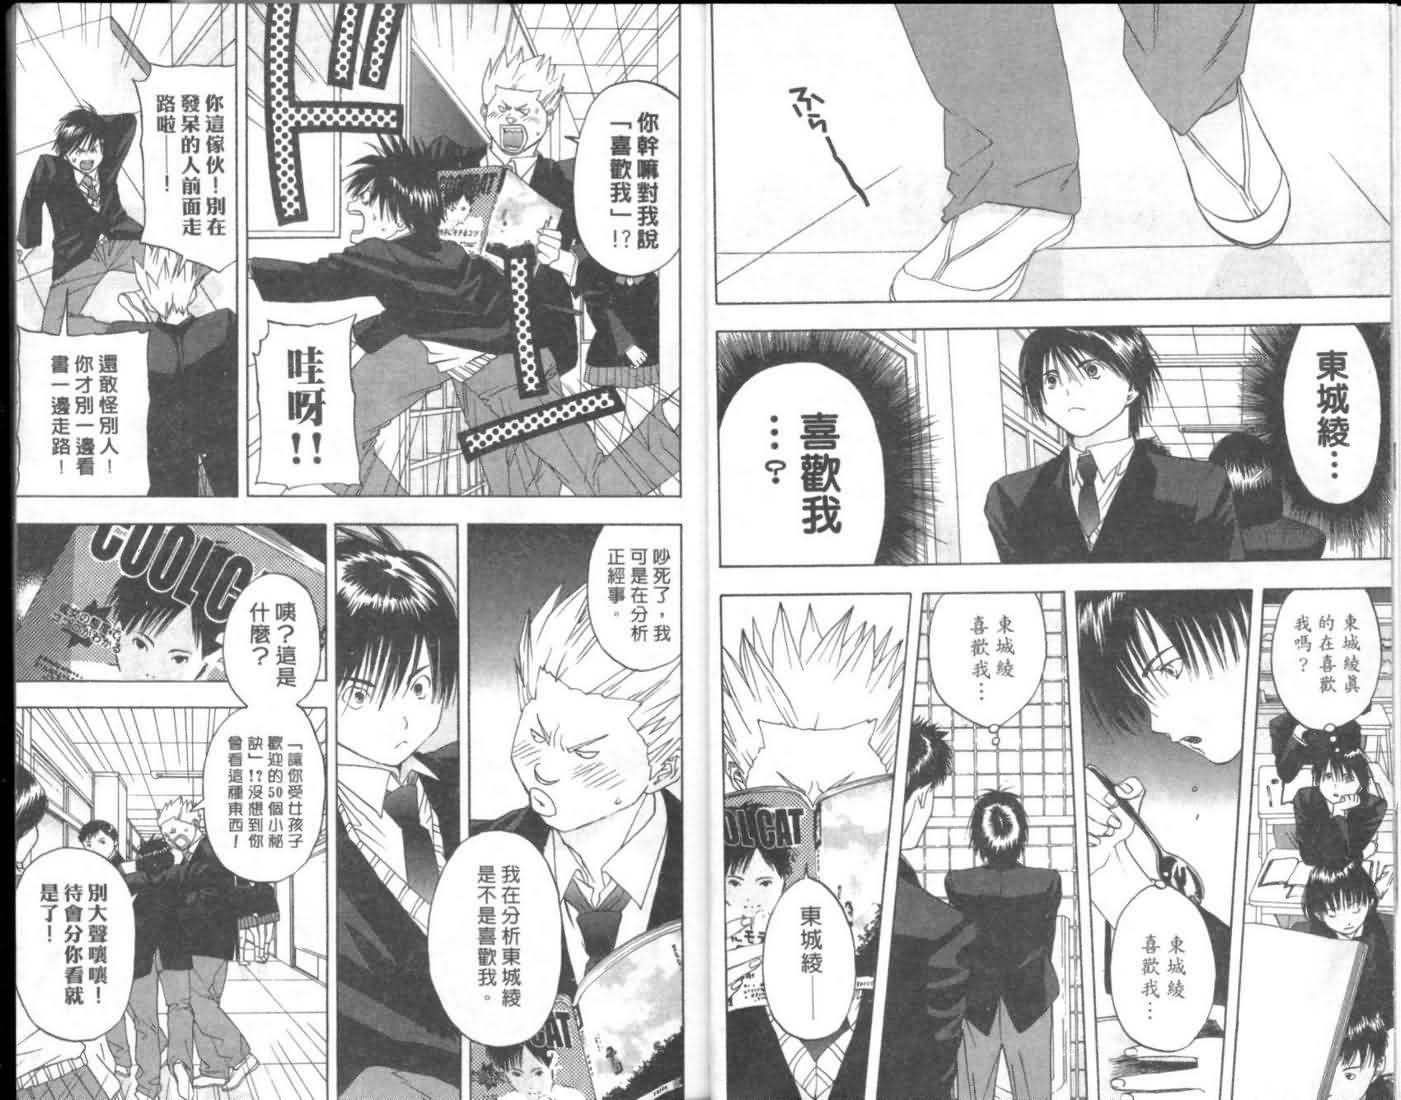 ふらー
東城綾…
喜歡我
…？
東城綾真
的在喜歡
我嗎？
東城綾
喜歡我…
東城綾
喜歡我…
COOL CAT
東城綾——
你幹嘛對我說
「喜歡我」!?
哇呀!!
你這傢伙！別在
發呆的人前面走
路啦——！
還敢怪別人！
你才別一邊看
書一邊走路！
吵死了，我
可是在分析
正經事。
我在分析東城綾
是不是喜歡我。
CAT
COOL CAT
咦？這是
什麼？
「讓你受女孩子
歡迎的50個小祕
訣」!?沒想到你
會看這種東西！
別大聲嚷嚷！
待會分你看就
是了！